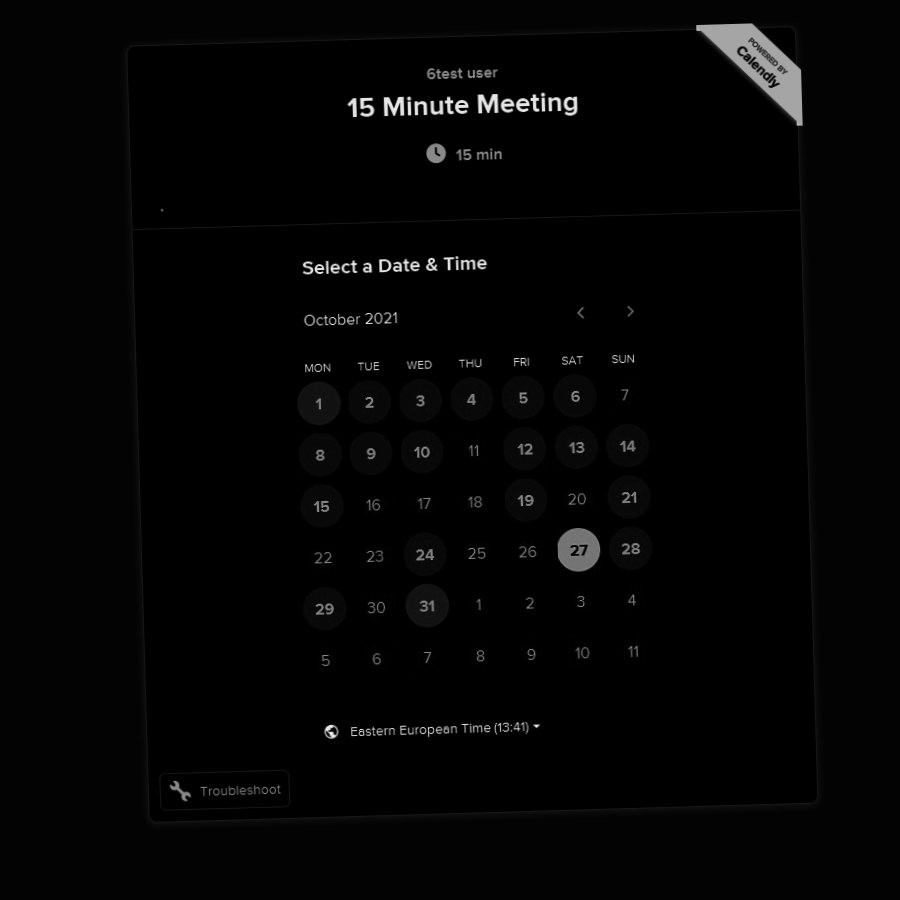 POWERED BY
Calendly
6test user
15 Minute Meeting
15 min
Select a Date & Time
October 2021
MON TUE WED THU FRI SAT SUN
1 2 3 4 5 6 7
8 9 10 11 12 13 14
15 16 17 18 19 20 21
22 23 24 25 26 27 28
29 30 31 1 2 3 4
5 6 7 8 9 10 11
Eastern European Time (13:41)
Troubleshoot